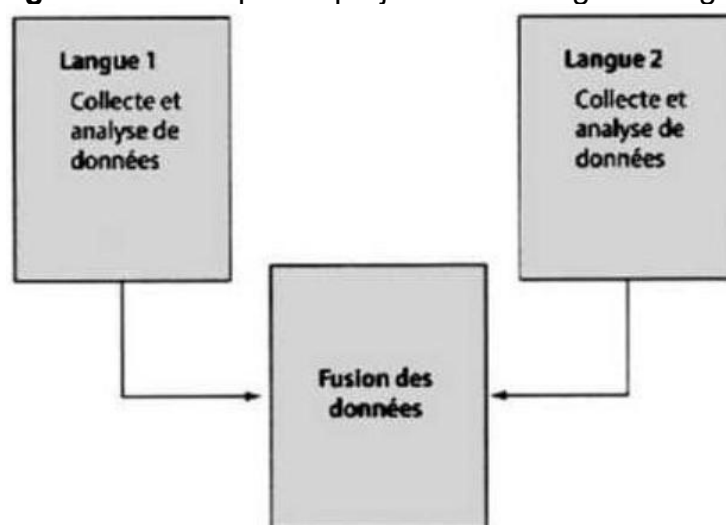 Langue 1
Collecte et
analyse de
données
Langue 2
Collecte et
analyse de
données
Fusion des
données